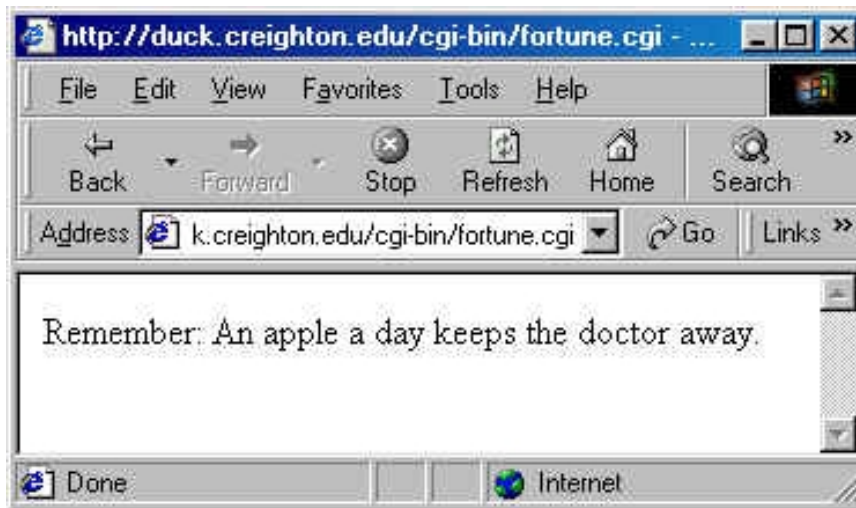 http://duck.creighton.edu/cgi-bin/fortune.cgi - ...
File Edit View Favorites Tools Help
Back Forward Stop Refresh Home Search »
Address k.creighton.edu/cgi-bin/fortune.cgi Go Links »
Remember: An apple a day keeps the doctor away.
Done Internet